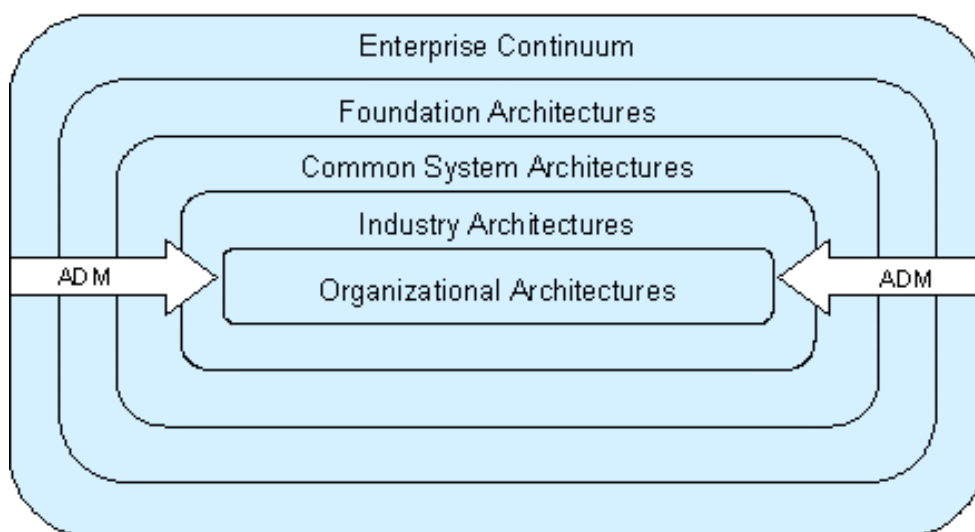 Enterprise Continuum
Foundation Architectures
Common System Architectures
Industry Architectures
ADM
Organizational Architectures
ADM